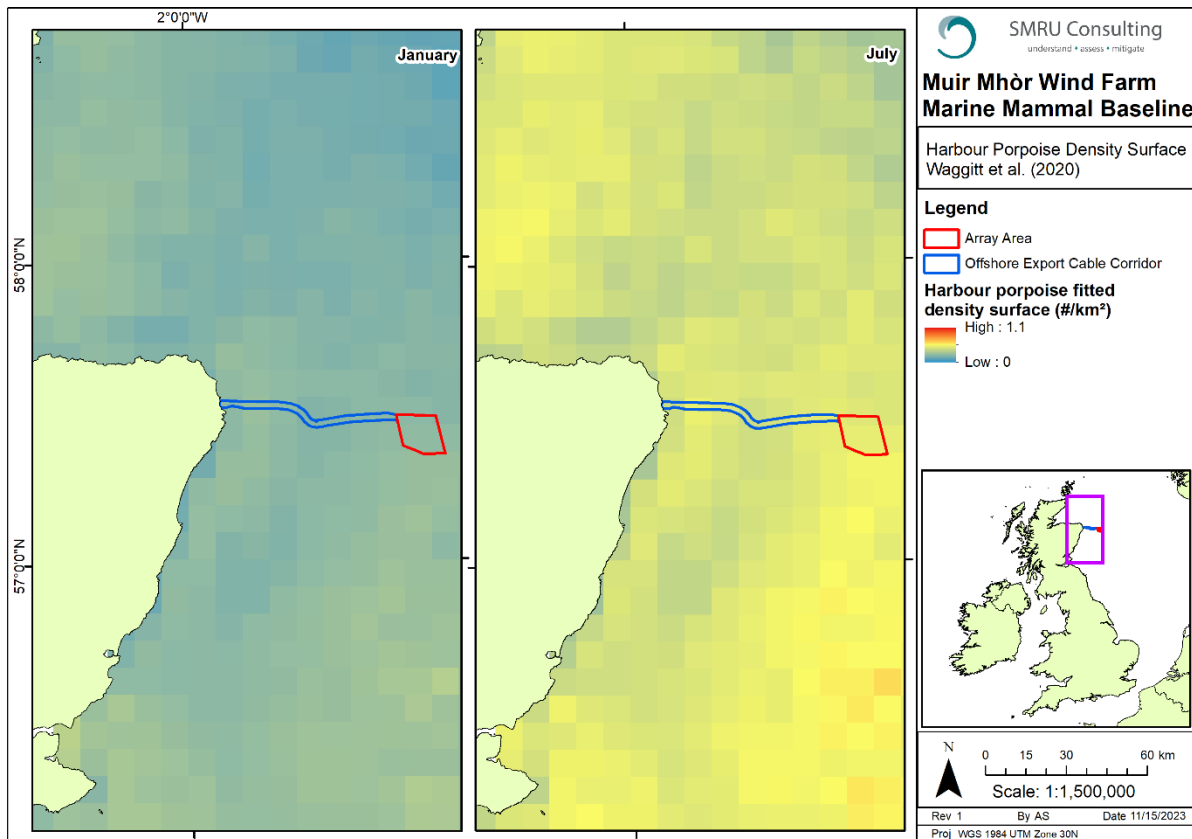 2°0'0"W
January
July
58°0'0"N
57°0'0"N
SMRU Consulting
understand • assess • mitigate
Muir Mhòr Wind Farm
Marine Mammal Baseline
Harbour Porpoise Density Surface
Waggitt et al. (2020)
Legend
Array Area
Offshore Export Cable Corridor
Harbour porpoise fitted
density surface (#/km²)
High : 1.1
Low : 0
N
0 15 30 60 km
Scale: 1:1,500,000
Rev 1 By AS Date 11/15/2023
Proj WGS 1984 UTM Zone 30N